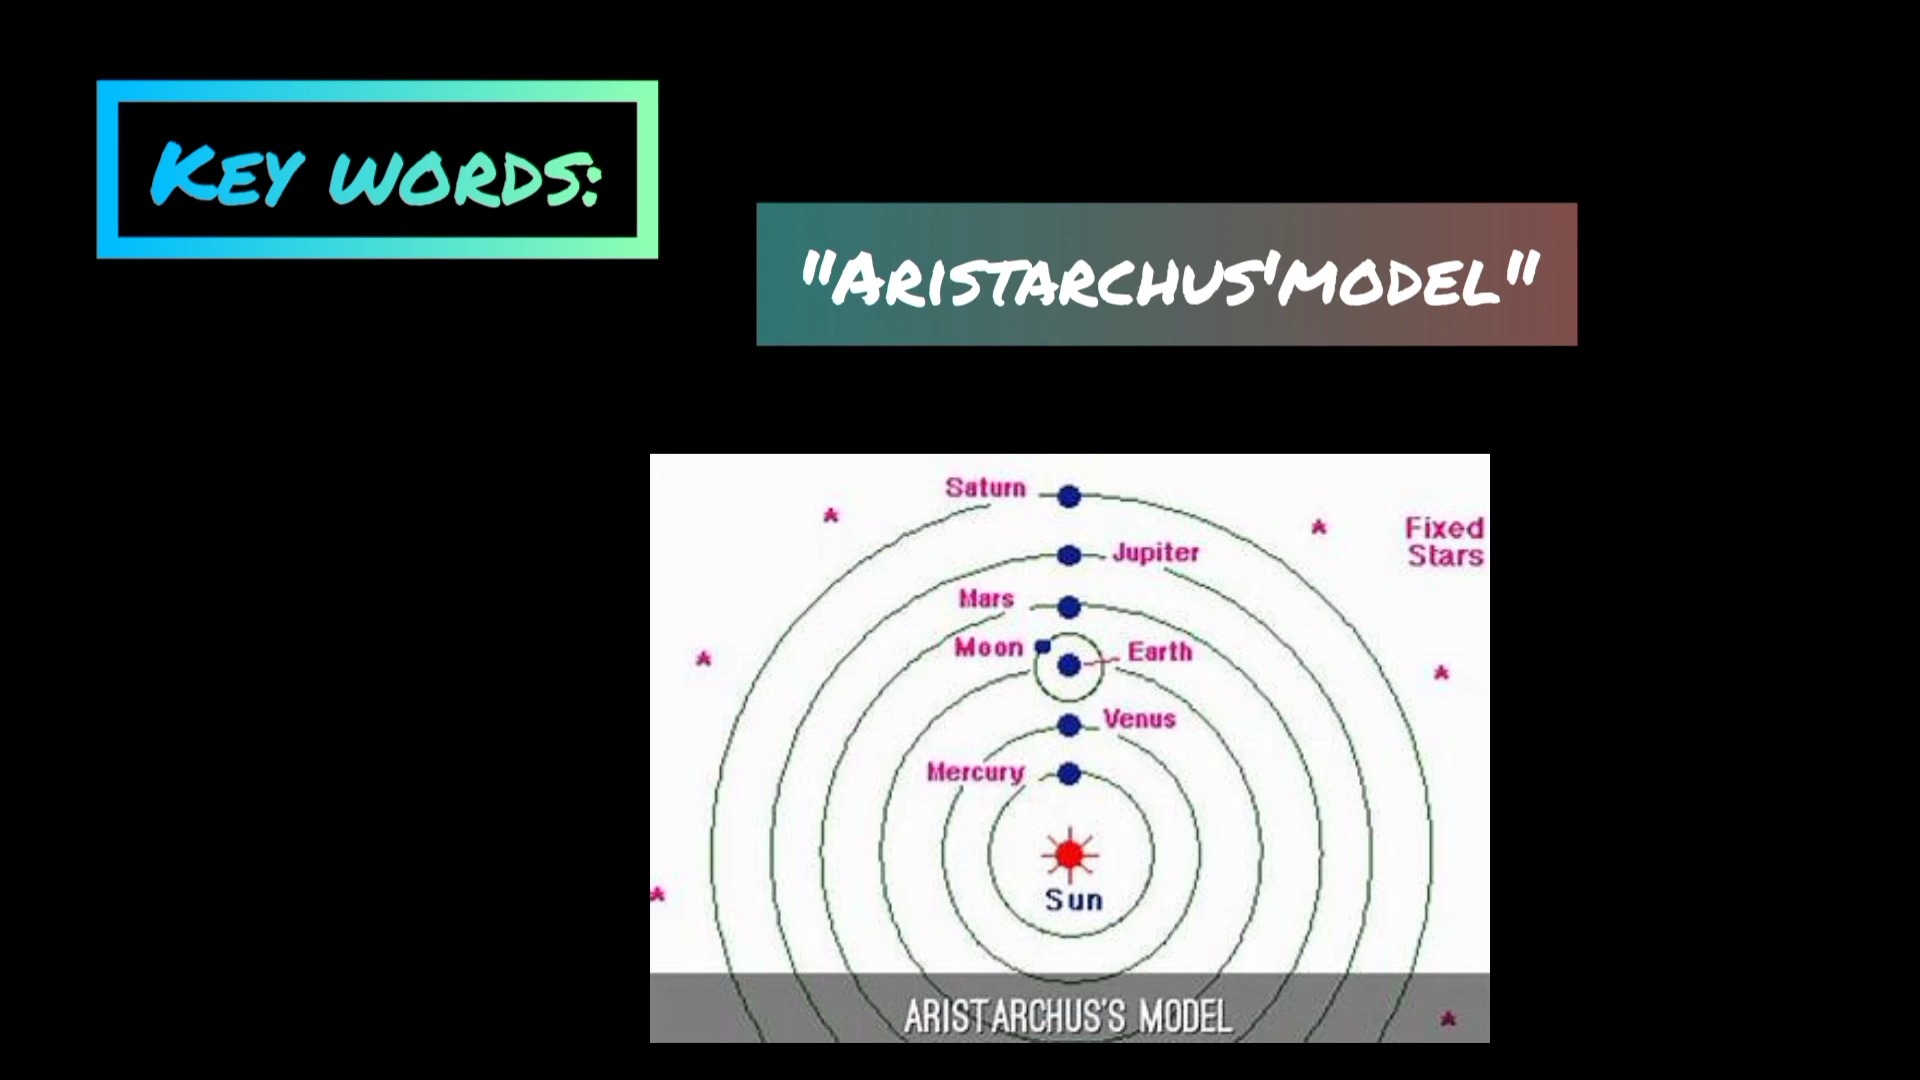 KEY WORDS:
"ARISTARCHUS'MODEL"
Saturn
Fixed
Stars
Jupiter
Mars
Moon
Earth
Venus
Mercury
Sun
ARISTARCHUS'S MODEL